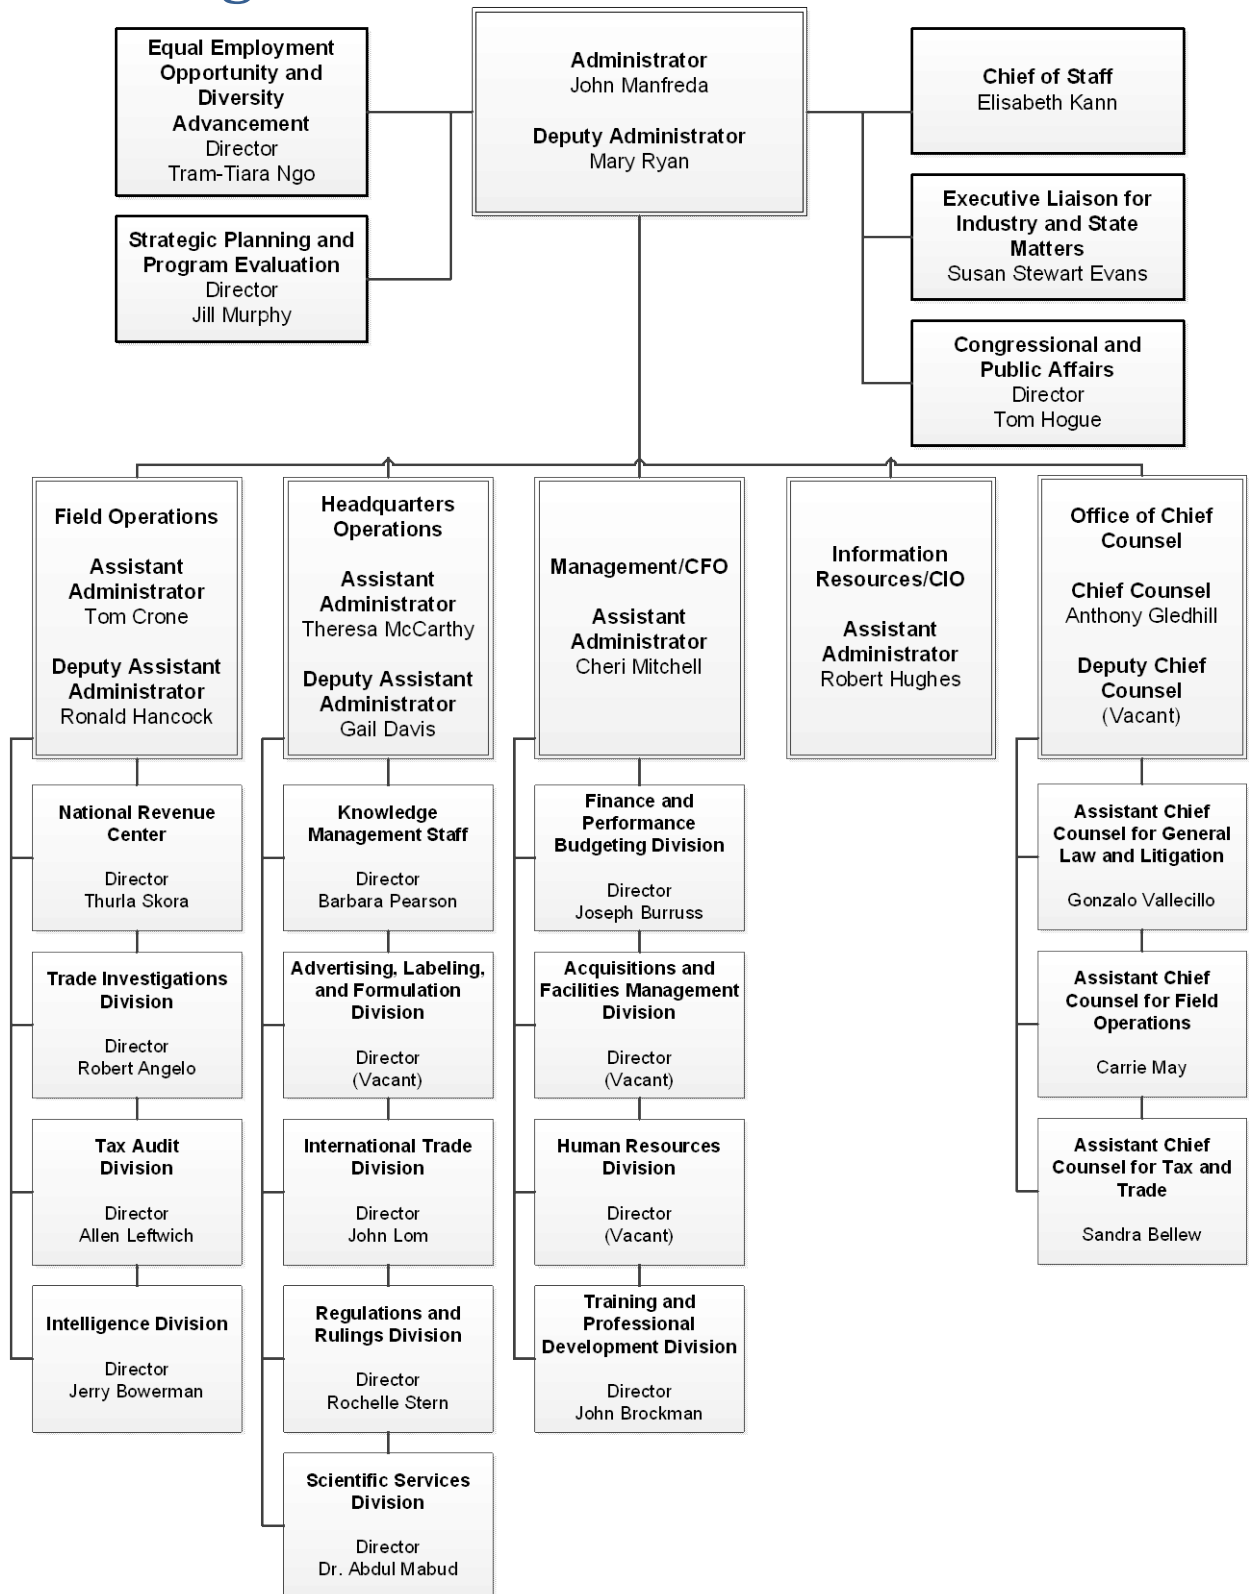 Equal Employment
Opportunity and
Diversity
Advancement
Director
Tram-Tiara Ngo
Strategic Planning and
Program Evaluation
Director
Jill Murphy
Administrator
John Manfreda
Deputy Administrator
Mary Ryan
Chief of Staff
Elisabeth Kann
Executive Liaison for
Industry and State
Matters
Susan Stewart Evans
Congressional and
Public Affairs
Director
Tom Hogue
Field Operations
Assistant
Administrator
Tom Crone
Deputy Assistant
Administrator
Ronald Hancock
National Revenue
Center
Director
Thurla Skora
Trade Investigations
Division
Director
Robert Angelo
Tax Audit
Division
Director
Allen Leftwich
Intelligence Division
Director
Jerry Bowerman
Headquarters
Operations
Assistant
Administrator
Theresa McCarthy
Deputy Assistant
Administrator
Gail Davis
Knowledge
Management Staff
Director
Barbara Pearson
Advertising, Labeling,
and Formulation
Division
Director
(Vacant)
International Trade
Division
Director
John Lom
Regulations and
Rulings Division
Director
Rochelle Stern
Scientific Services
Division
Director
Dr. Abdul Mabud
Management/CFO
Assistant
Administrator
Cheri Mitchell
Finance and
Performance
Budgeting Division
Director
Joseph Burruss
Acquisitions and
Facilities Management
Division
Director
(Vacant)
Human Resources
Division
Director
(Vacant)
Training and
Professional
Development Division
Director
John Brockman
Information
Resources/CIO
Assistant
Administrator
Robert Hughes
Office of Chief
Counsel
Chief Counsel
Anthony Gledhill
Deputy Chief
Counsel
(Vacant)
Assistant Chief
Counsel for General
Law and Litigation
Gonzalo Vallecillo
Assistant Chief
Counsel for Field
Operations
Carrie May
Assistant Chief
Counsel for Tax and
Trade
Sandra Bellew